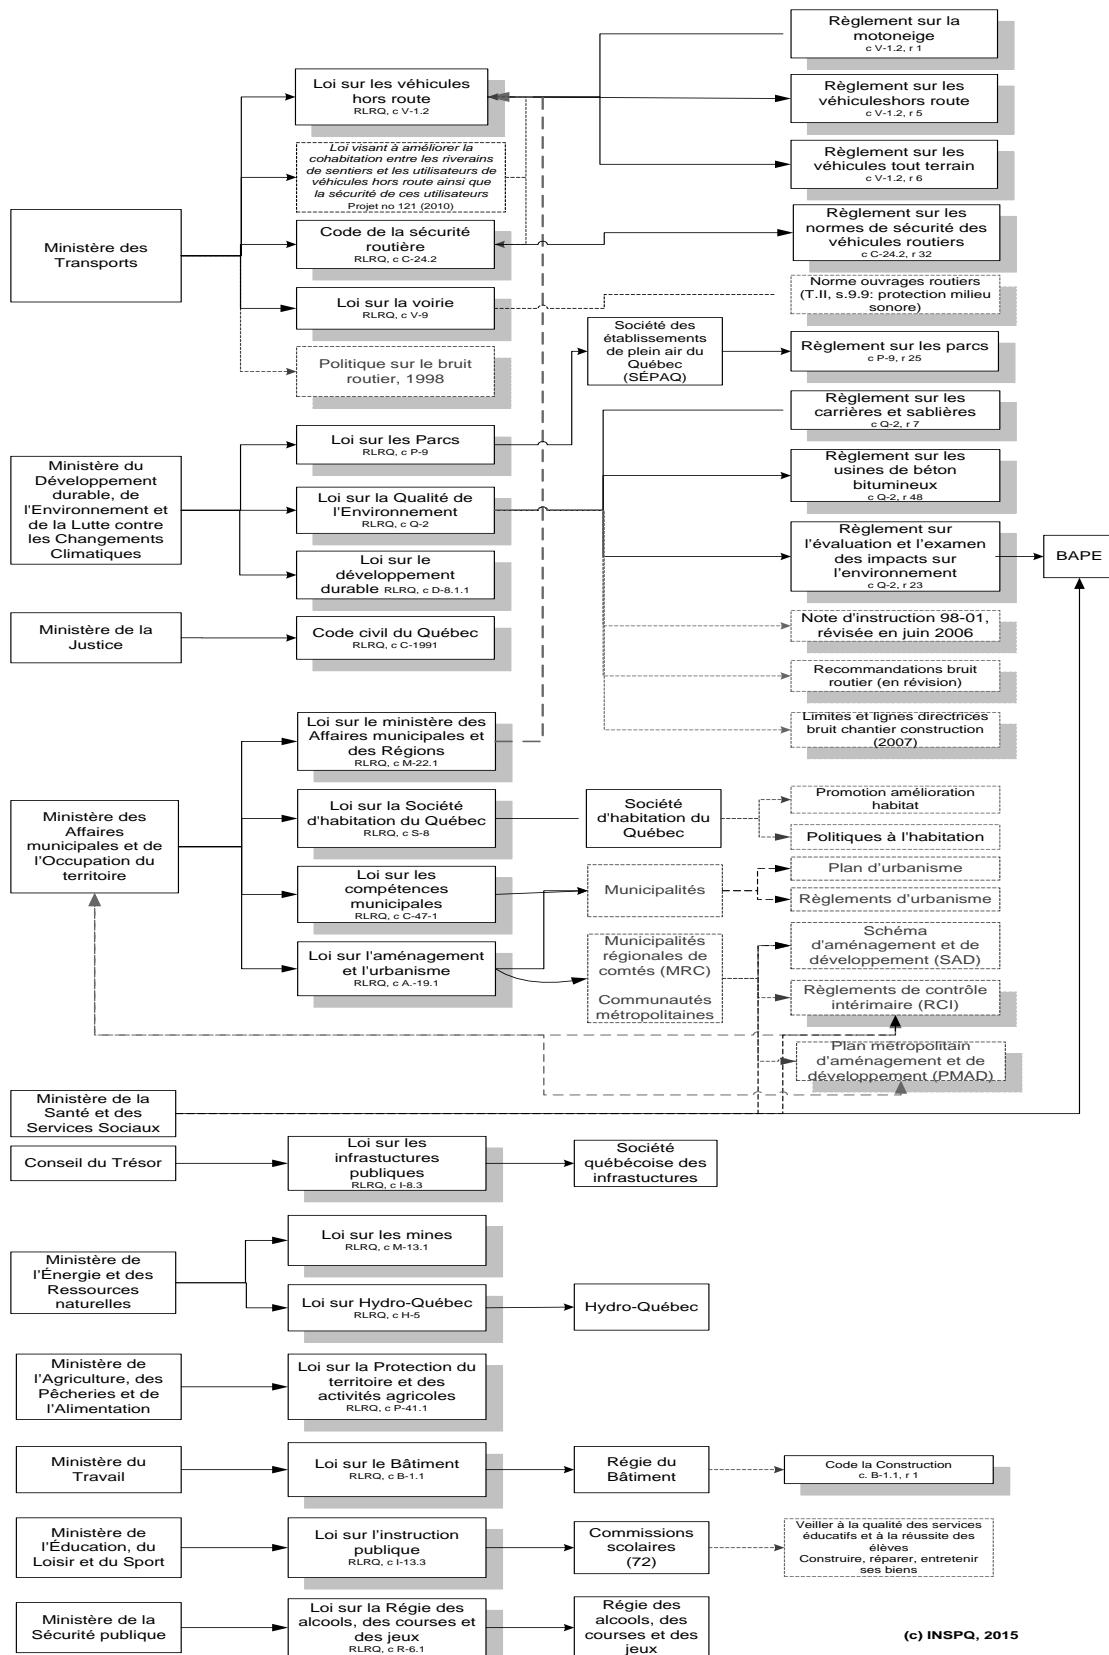 Règlement sur la
motoneige
c V-1.2, r 1
Loi sur les véhicules
hors route
RLRQ, c V-1.2
Règlement sur les
véhiculeshors route
c V-1.2, r 5
Loi visant à améliorer la
cohabitation entre les riverains
de sentiers et les utilisateurs de
véhicules hors route ainsi que
la sécurité de ces utilisateurs
Projet no 121 (2010)
Règlement sur les
véhicules tout terrain
c V-1.2, r 6
Ministère des
Transports
Code de la sécurité
routière
RLRQ, c C-24.2
Règlement sur les
normes de sécurité des
véhicules routiers
c C-24.2, r 32
Loi sur la voirie
RLRQ, c V-9
Norme ouvrages routiers
(T.II, s.9.9: protection milieu
sonore)
Politique sur le bruit
routier, 1998
Société des
établissements
de plein air du
Québec
(SÉPAQ)
Règlement sur les parcs
c P-9, r 25
Règlement sur les
carrières et sablières
c Q-2, r 7
Ministère du
Développement
durable, de
l'Environnement et
de la Lutte contre
les Changements
Climatiques
Loi sur les Parcs
RLRQ, c P-9
Règlement sur les
usines de béton
bitumineux
c Q-2, r 48
Loi sur la Qualité de
l'Environnement
RLRQ, c Q-2
Règlement sur
l'évaluation et l'examen
des impacts sur
l'environnement
c Q-2, r 23
BAPE
Loi sur le
développement
durable RLRQ, c D-8.1.1
Ministère de la
Justice
Code civil du Québec
RLRQ, c C-1991
Note d'instruction 98-01,
révisée en juin 2006
Recommandations bruit
routier (en révision)
Limites et lignes directrices
bruit chantier construction
(2007)
Loi sur le ministère des
Affaires municipales et
des Régions
RLRQ, c M-22.1
Ministère des
Affaires
municipales et de
l'Occupation du
territoire
Loi sur la Société
d'habitation du Québec
RLRQ, c S-8
Société
d'habitation du
Québec
Promotion amélioration
habitat
Politiques à l'habitation
Loi sur les
compétences
municipales
RLRQ, c C-47-1
Municipalités
Plan d'urbanisme
Règlements d'urbanisme
Loi sur l'aménagement
et l'urbanisme
RLRQ, c A.-19.1
Municipalités
régionales de
comtés (MRC)
Communautés
métropolitaines
Schéma
d'aménagement et de
développement (SAD)
Règlements de contrôle
intérimaire (RCI)
Plan métropolitain
d'aménagement et de
développement (PMAD)
Ministère de la
Santé et des
Services Sociaux
Conseil du Trésor
Loi sur les
infrastuctures
publiques
RLRQ, c I-8.3
Société
québécoise des
infrastuctures
Ministère de
l'Énergie et des
Ressources
naturelles
Loi sur les mines
RLRQ, c M-13.1
Loi sur Hydro-Québec
RLRQ, c H-5
Hydro-Québec
Ministère de
l'Agriculture, des
Pêcheries et de
l'Alimentation
Loi sur la Protection du
territoire et des
activités agricoles
RLRQ, c P-41.1
Ministère du
Travail
Loi sur le Bâtiment
RLRQ, c B-1.1
Régie du
Bâtiment
Code la Construction
c. B-1.1, r 1
Ministère de
l'Éducation, du
Loisir et du Sport
Loi sur l'instruction
publique
RLRQ, c I-13.3
Commissions
scolaires
(72)
Veiller à la qualité des services
éducatifs et à la réussite des
élèves
Construire, réparer, entretenir
ses biens
Ministère de la
Sécurité publique
Loi sur la Régie des
alcools, des courses et
des jeux
RLRQ, c R-6.1
Régie des
alcools, des
courses et des
jeux
(c) INSPQ, 2015